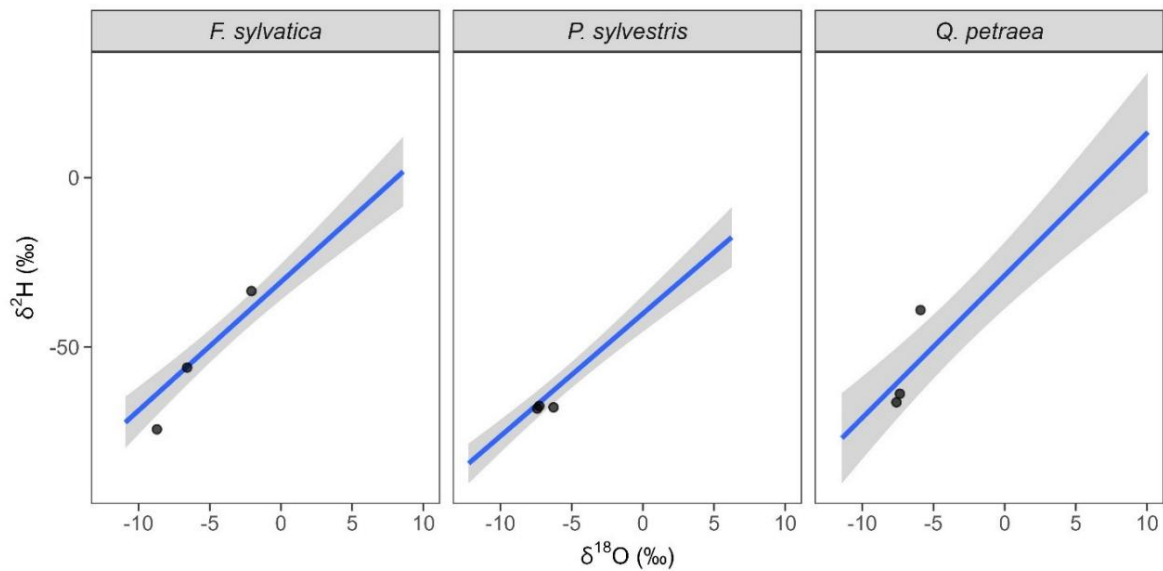 F. sylvatica P. sylvestris Q. petraea
0
-50
δ²H (‰)
-10 -5 0 5 10 -10 -5 0 5 10 -10 -5 0 5 10
δ¹⁸O (‰)